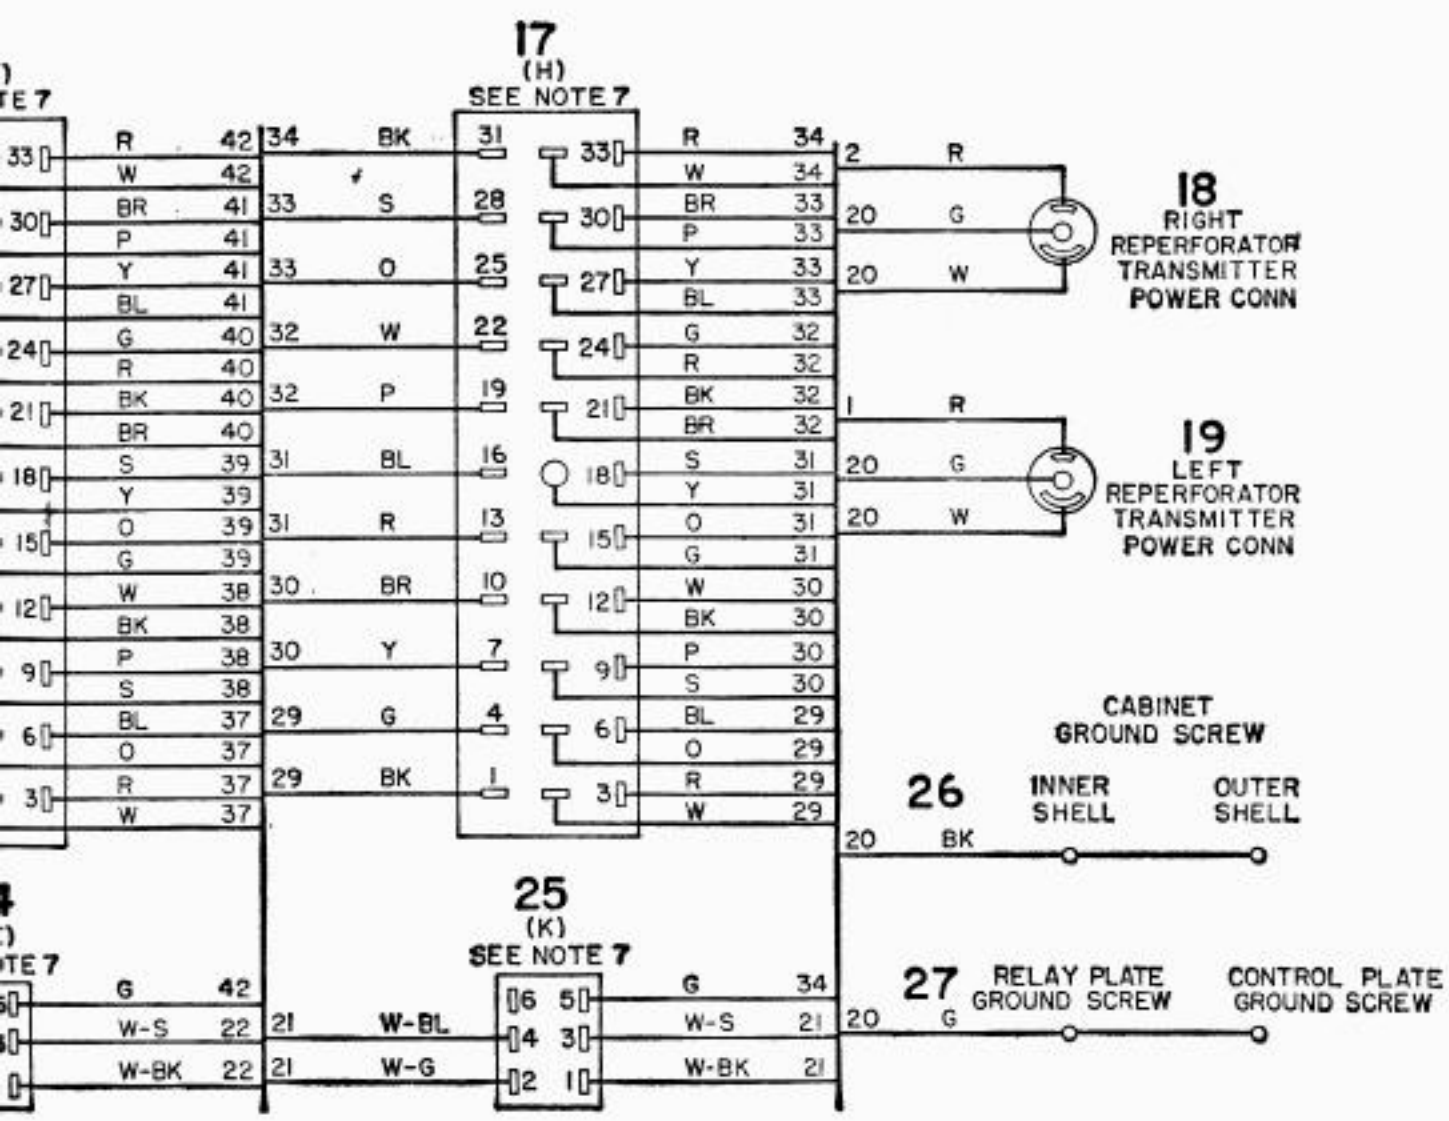 17
(H)
SEE NOTE 7
)
TE 7
33 R 42
W 42
30 BR 41
P 41
27 Y 41
BL 41
24 G 40
R 40
21 BK 40
BR 40
18 S 39
Y 39
15 O 39
G 39
12 W 38
BK 38
9 P 38
S 38
6 BL 37
O 37
3 R 37
W 37
34 BK 31
33 S 28
33 O 25
32 W 22
32 P 19
31 BL 16
31 R 13
30 BR 10
30 Y 7
29 G 4
29 BK 1
33 R 34
W 34
30 BR 33
P 33
27 Y 33
BL 33
24 G 32
R 32
21 BK 32
BR 32
18 S 31
Y 31
15 O 31
G 31
12 W 30
BK 30
9 P 30
S 30
6 BL 29
O 29
3 R 29
W 29
2 R
20 G
20 W
18
RIGHT
REPERFORATOR
TRANSMITTER
POWER CONN
1 R
20 G
20 W
19
LEFT
REPERFORATOR
TRANSMITTER
POWER CONN
CABINET
GROUND SCREW
26 INNER SHELL
OUTER SHELL
20 BK
27 RELAY PLATE
GROUND SCREW
CONTROL PLATE
GROUND SCREW
20 G
4
)
TE 7
G 42
W-S 22
W-BK 22
25
(K)
SEE NOTE 7
6 5 G 34
21 W-BL 4 3 W-S 21
21 W-G 2 1 W-BK 21